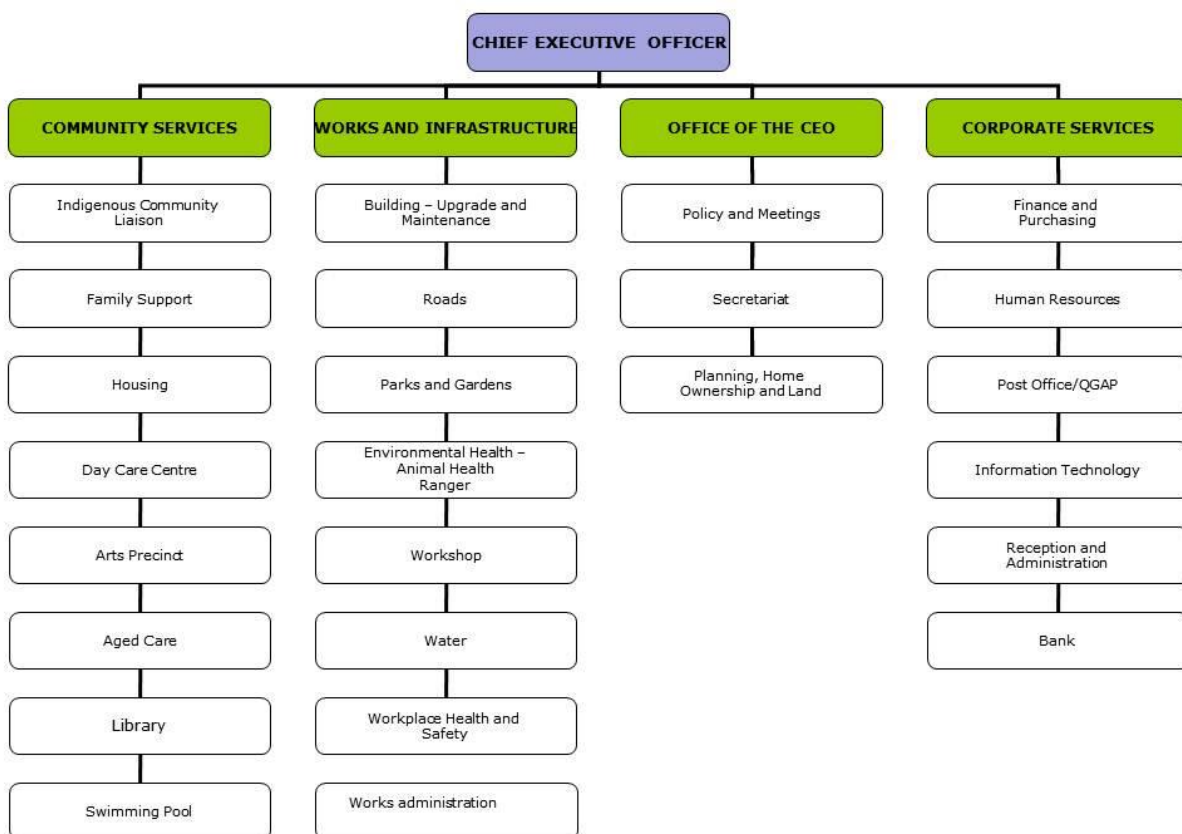 CHIEF EXECUTIVE OFFICER
COMMUNITY SERVICES
Indigenous Community
Liaison
Family Support
Housing
Day Care Centre
Arts Precinct
Aged Care
Library
Swimming Pool
WORKS AND INFRASTRUCTURE
Building – Upgrade and
Maintenance
Roads
Parks and Gardens
Environmental Health –
Animal Health
Ranger
Workshop
Water
Workplace Health and
Safety
Works administration
OFFICE OF THE CEO
Policy and Meetings
Secretariat
Planning, Home
Ownership and Land
CORPORATE SERVICES
Finance and
Purchasing
Human Resources
Post Office/QGAP
Information Technology
Reception and
Administration
Bank